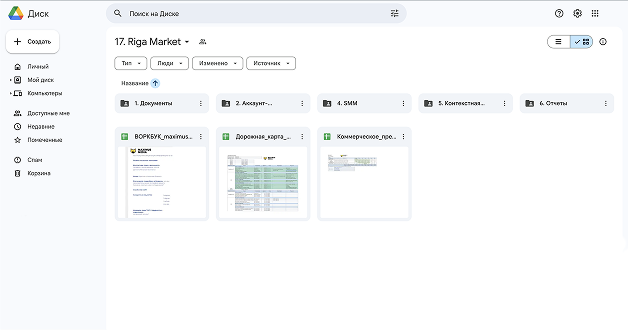 Диск
Поиск на Диске
Создать
Личный
Мой диск
Компьютеры
Доступные мне
Недавние
Помеченные
Спам
Корзина
17. Riga Market
Тип
Люди
Изменено
Источник
Название
1. Документы
2. Аккаунт-...
4. SMM
5. Контекстная...
6. Отчеты
ВОРКБУК_maximus...
Дорожная_карта_...
Коммерческое_пре...